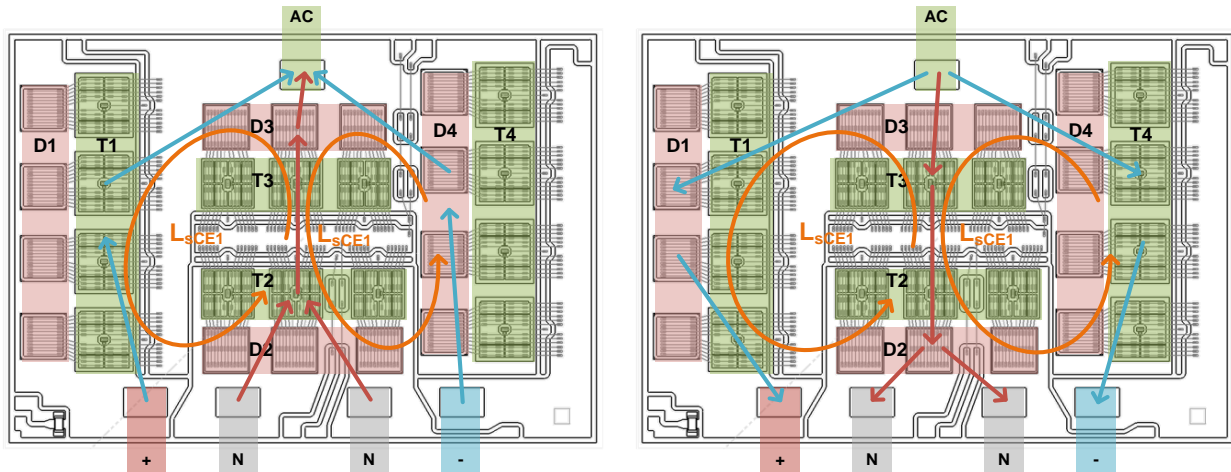 AC
D1
T1
D3
D4
T4
T3
LsCE1
LsCE1
T2
D2
+
N
N
-
AC
D1
T1
D3
D4
T4
T3
LsCE1
LsCE1
T2
D2
+
N
N
-